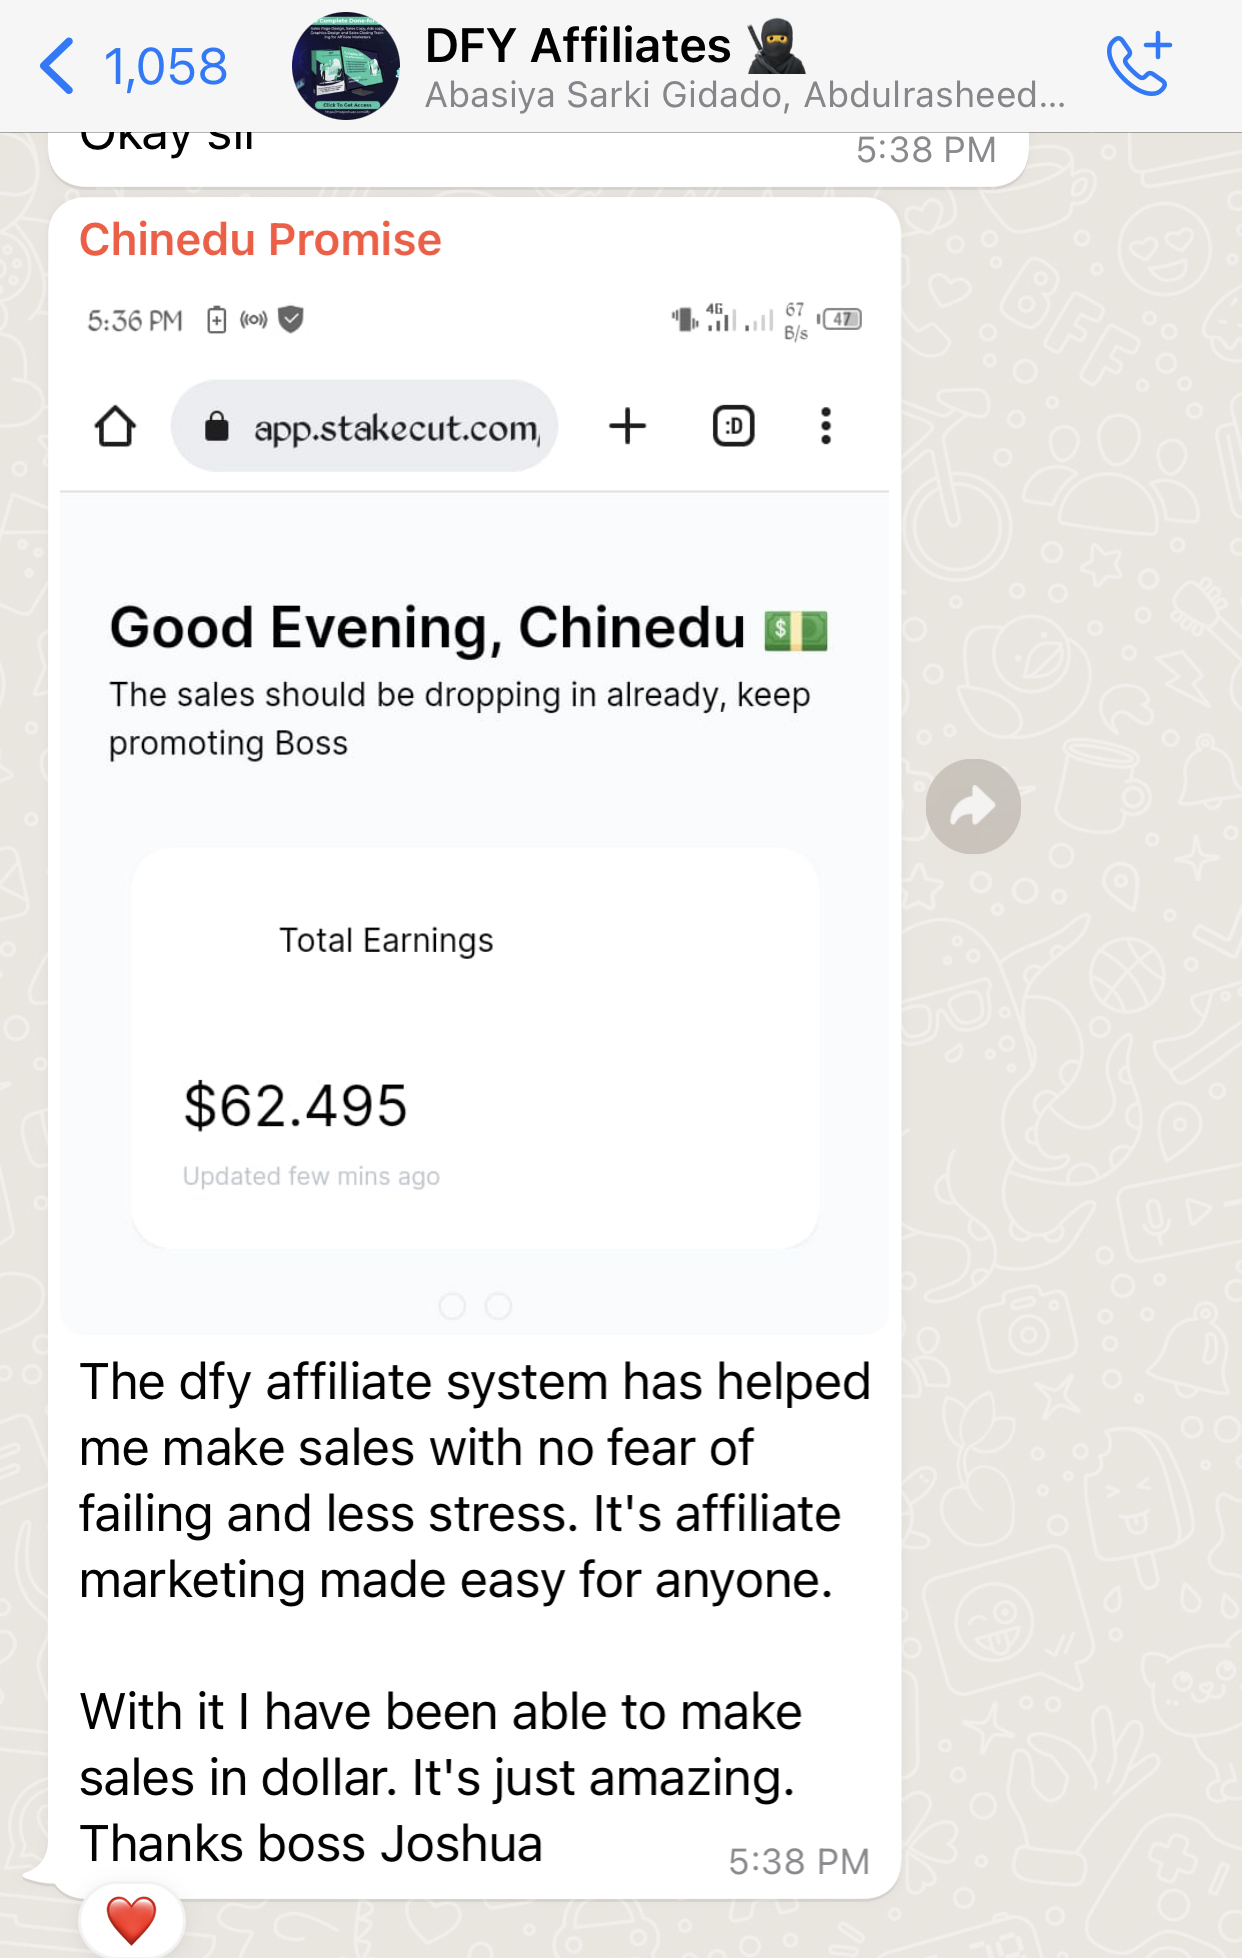 1,058
DFY Affiliates 🥷
Abasiya Sarki Gidado, Abdulrasheed...
Okay sir
5:38 PM
Chinedu Promise
5:36 PM
4G
67
B/s
47
app.stakecut.com
:D
Good Evening, Chinedu 💵
The sales should be dropping in already, keep
promoting Boss
Total Earnings
$62.495
Updated few mins ago
The dfy affiliate system has helped
me make sales with no fear of
failing and less stress. It's affiliate
marketing made easy for anyone.
With it I have been able to make
sales in dollar. It's just amazing.
Thanks boss Joshua
5:38 PM